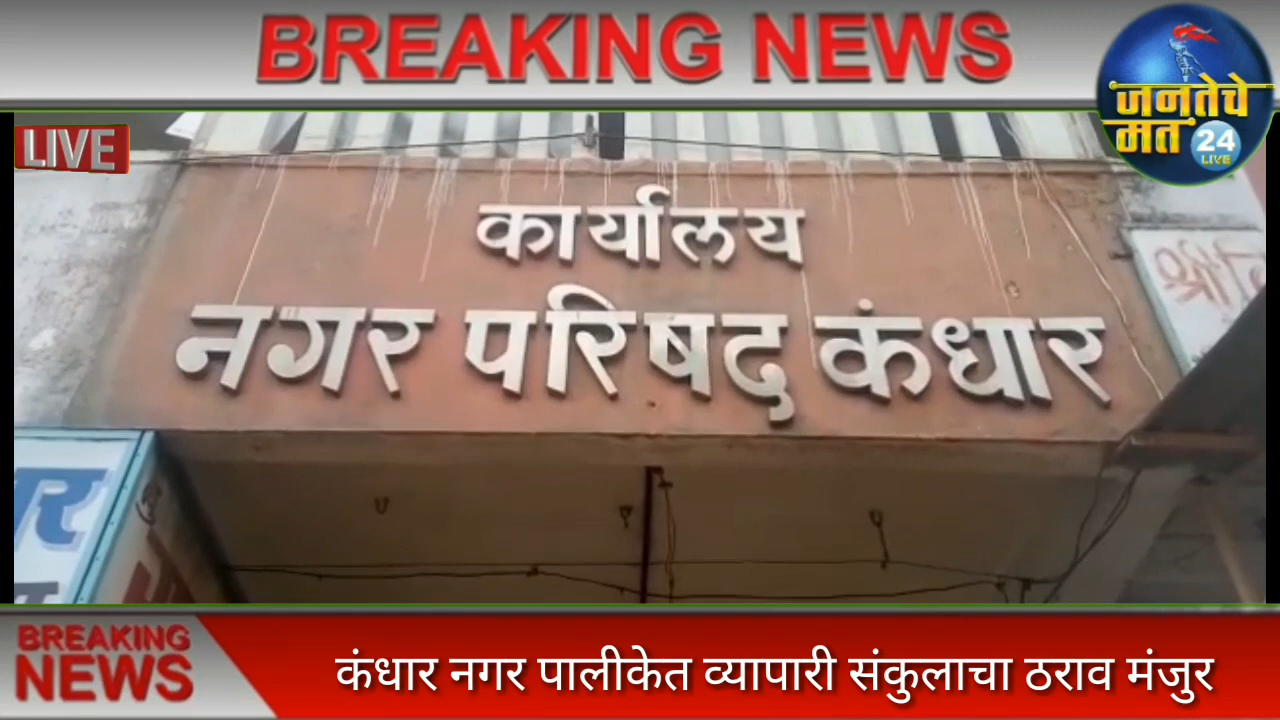 BREAKING NEWS
जनतेचे
मत 24
LIVE
LIVE
कार्यालय
नगर परिषद कंधार
BREAKING
NEWS
कंधार नगर पालीकेत व्यापारी संकुलाचा ठराव मंजुर